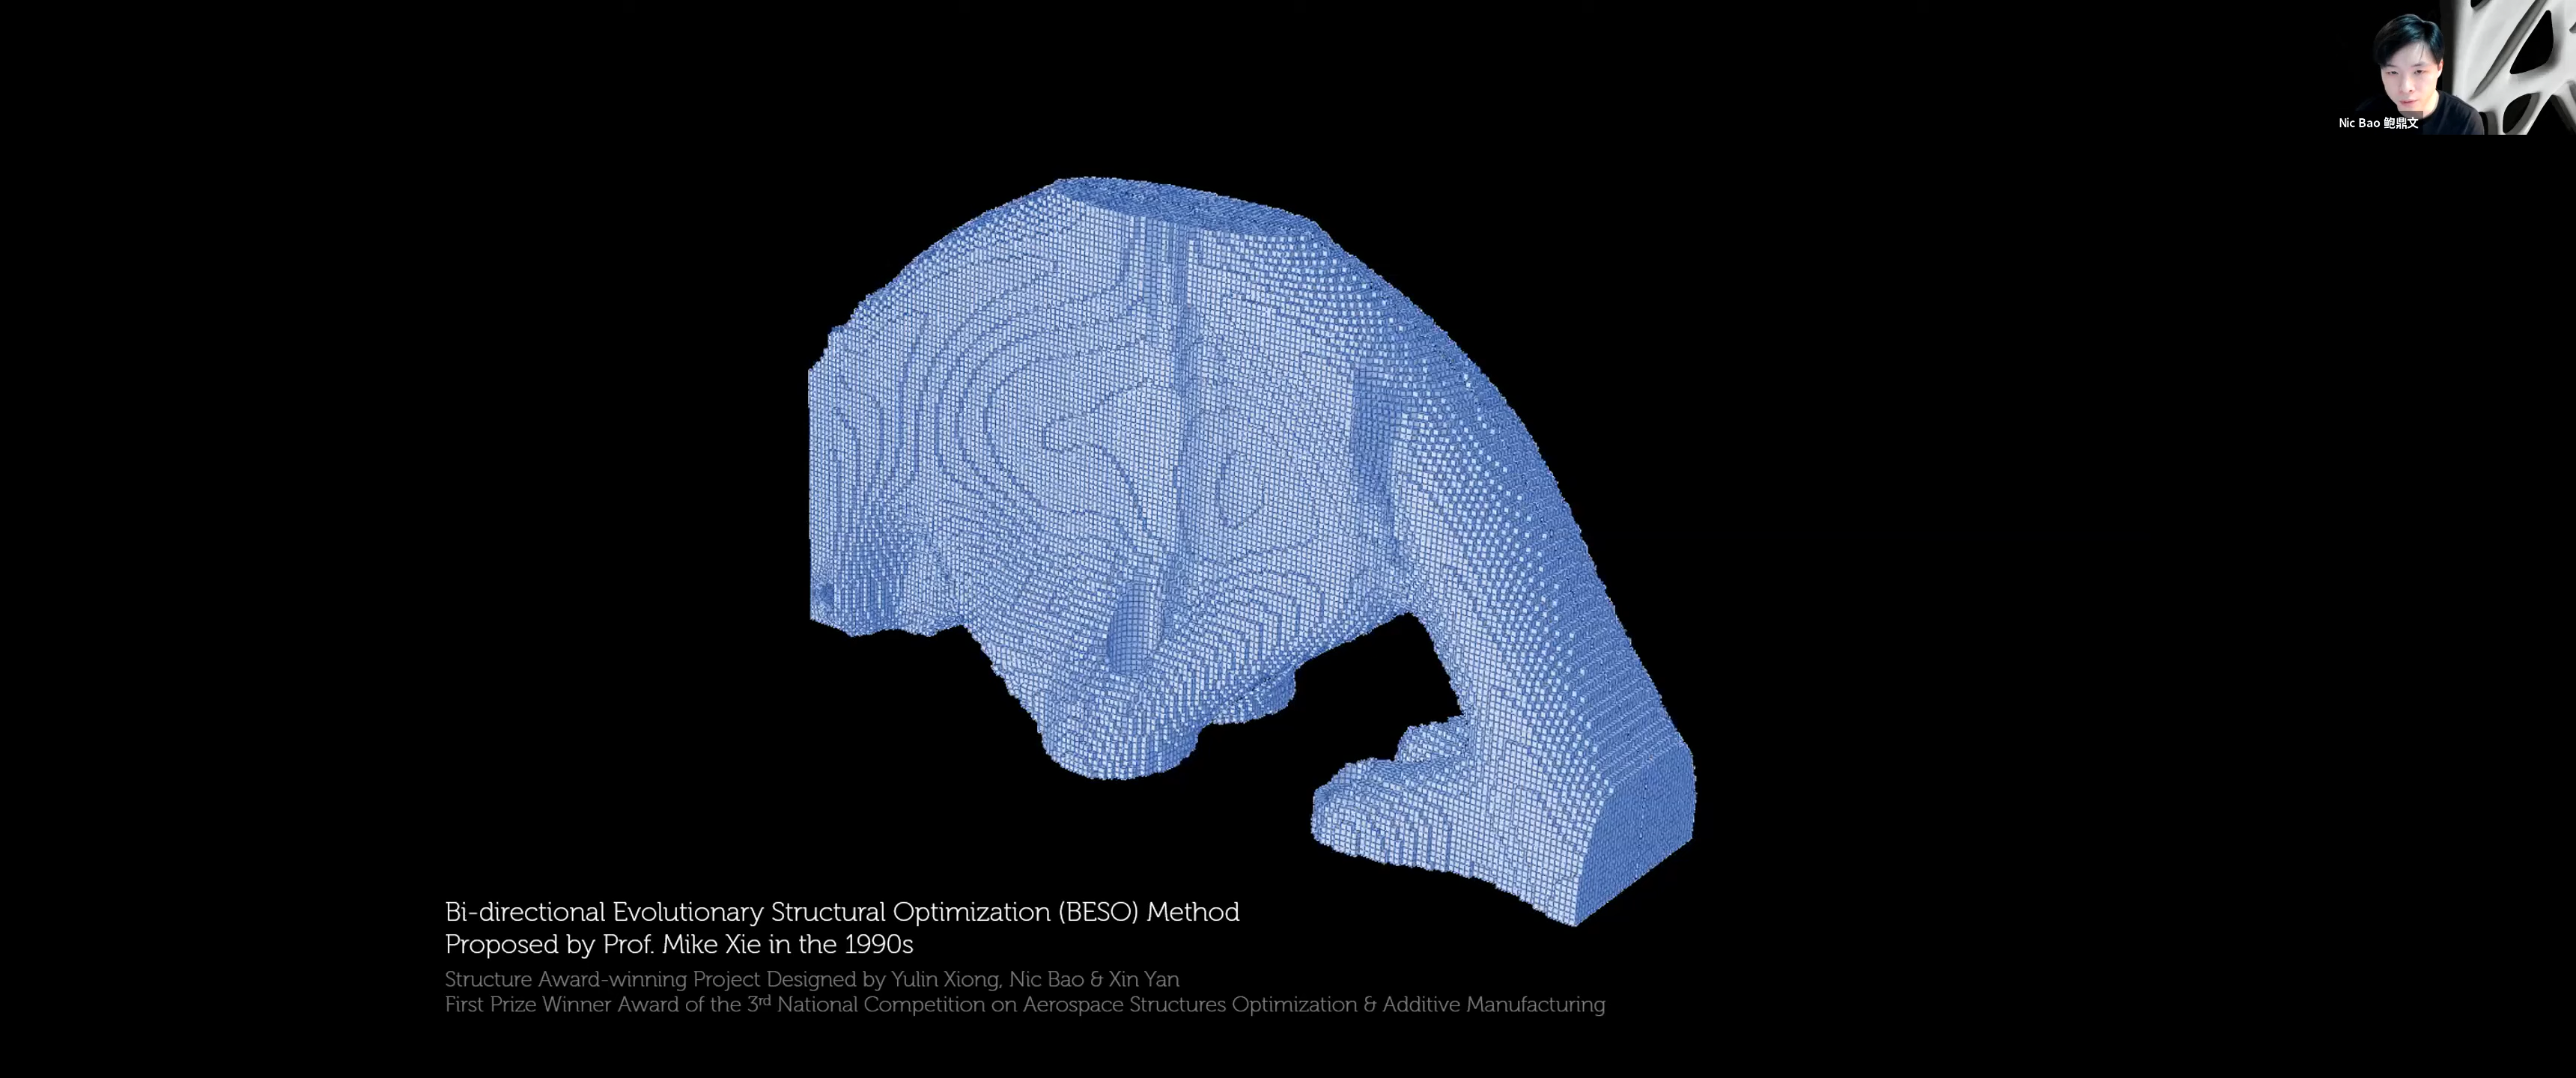 Nic Bao 鲍鼎文
Bi-directional Evolutionary Structural Optimization (BESO) Method
Proposed by Prof. Mike Xie in the 1990s
Structure Award-winning Project Designed by Yulin Xiong, Nic Bao & Xin Yan
First Prize Winner Award of the 3rd National Competition on Aerospace Structures Optimization & Additive Manufacturing